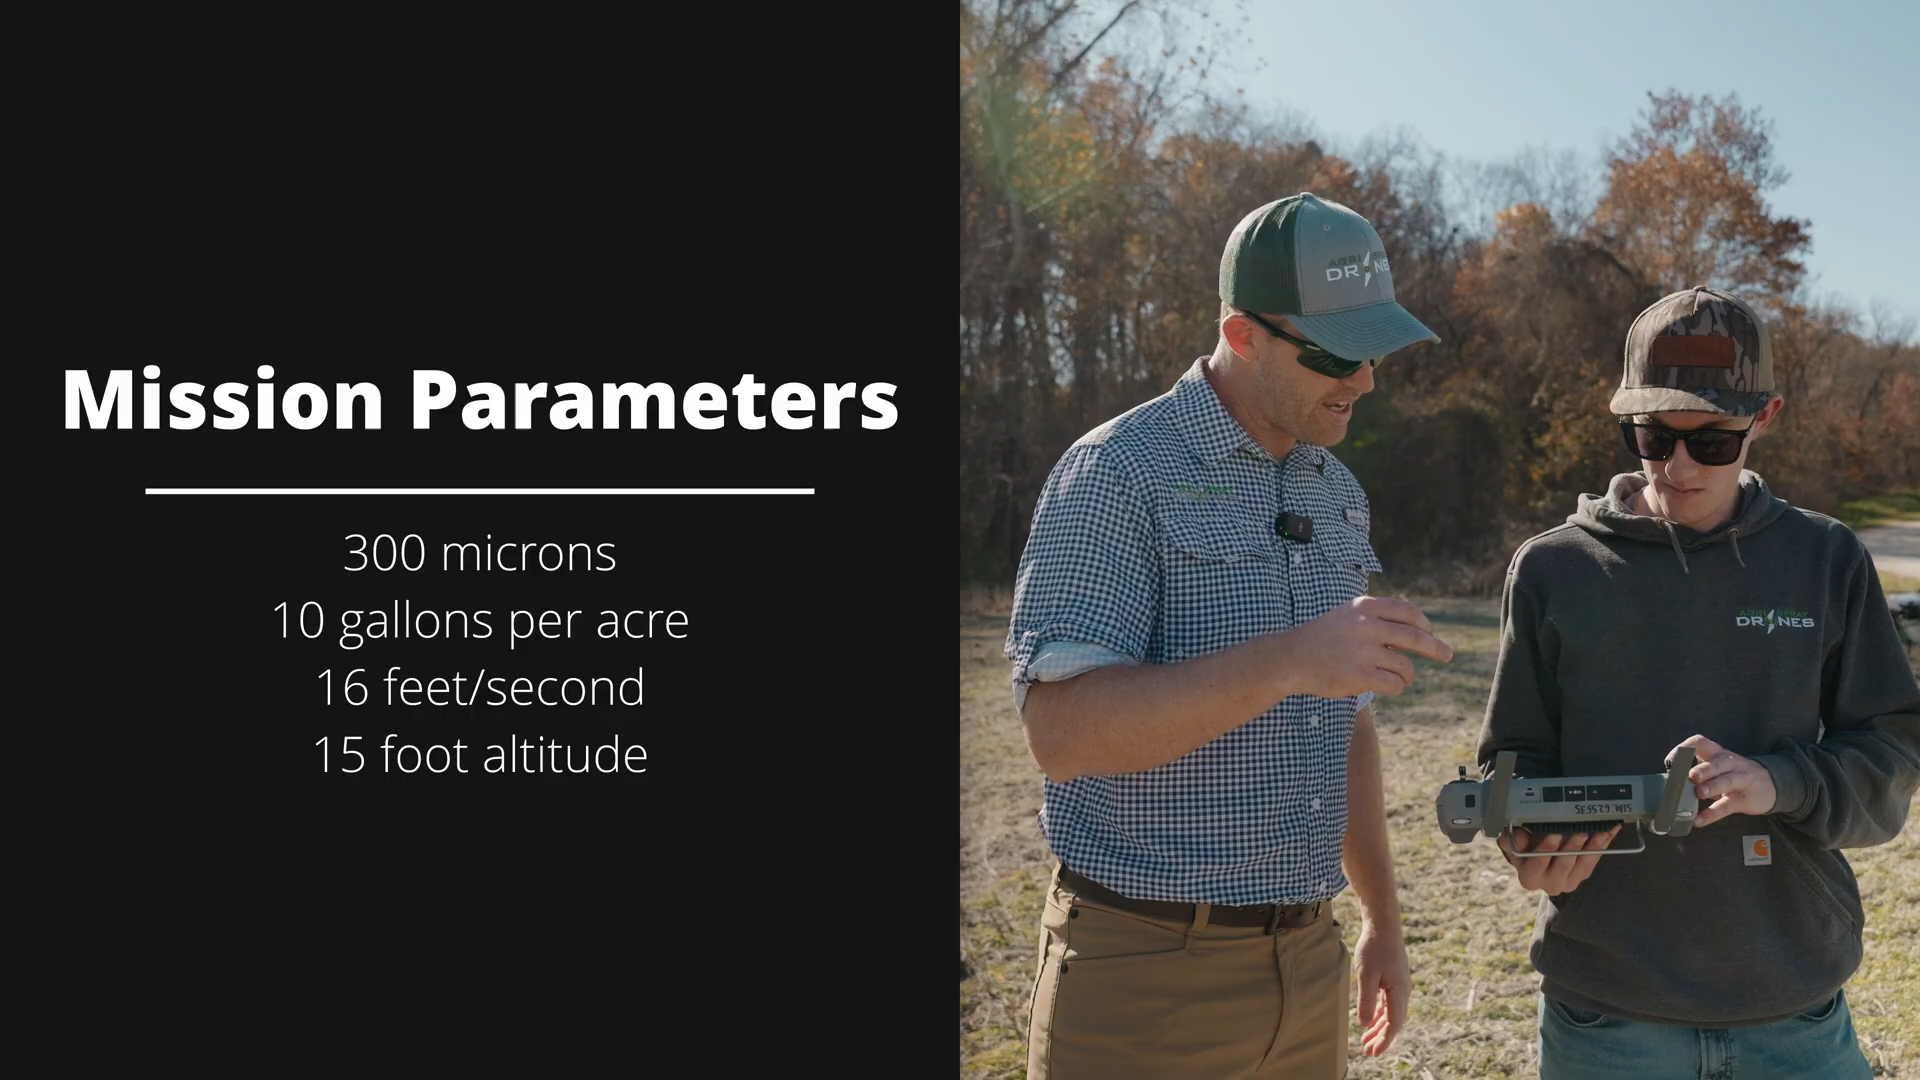 Mission Parameters
300 microns
10 gallons per acre
16 feet/second
15 foot altitude
DRONES
DRONES